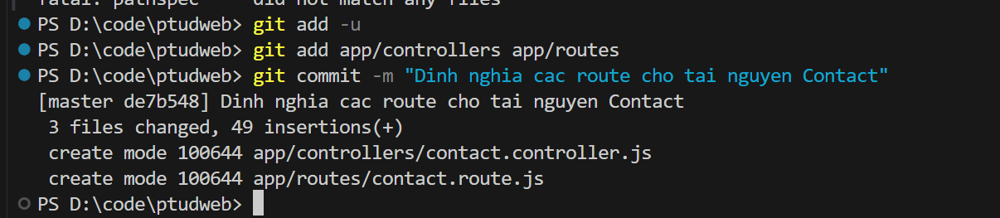 fatal: pathspec did not match any files
PS D:\code\ptudweb> git add -u
PS D:\code\ptudweb> git add app/controllers app/routes
PS D:\code\ptudweb> git commit -m "Dinh nghia cac route cho tai nguyen Contact"
[master de7b548] Dinh nghia cac route cho tai nguyen Contact
 3 files changed, 49 insertions(+)
 create mode 100644 app/controllers/contact.controller.js
 create mode 100644 app/routes/contact.route.js
PS D:\code\ptudweb>